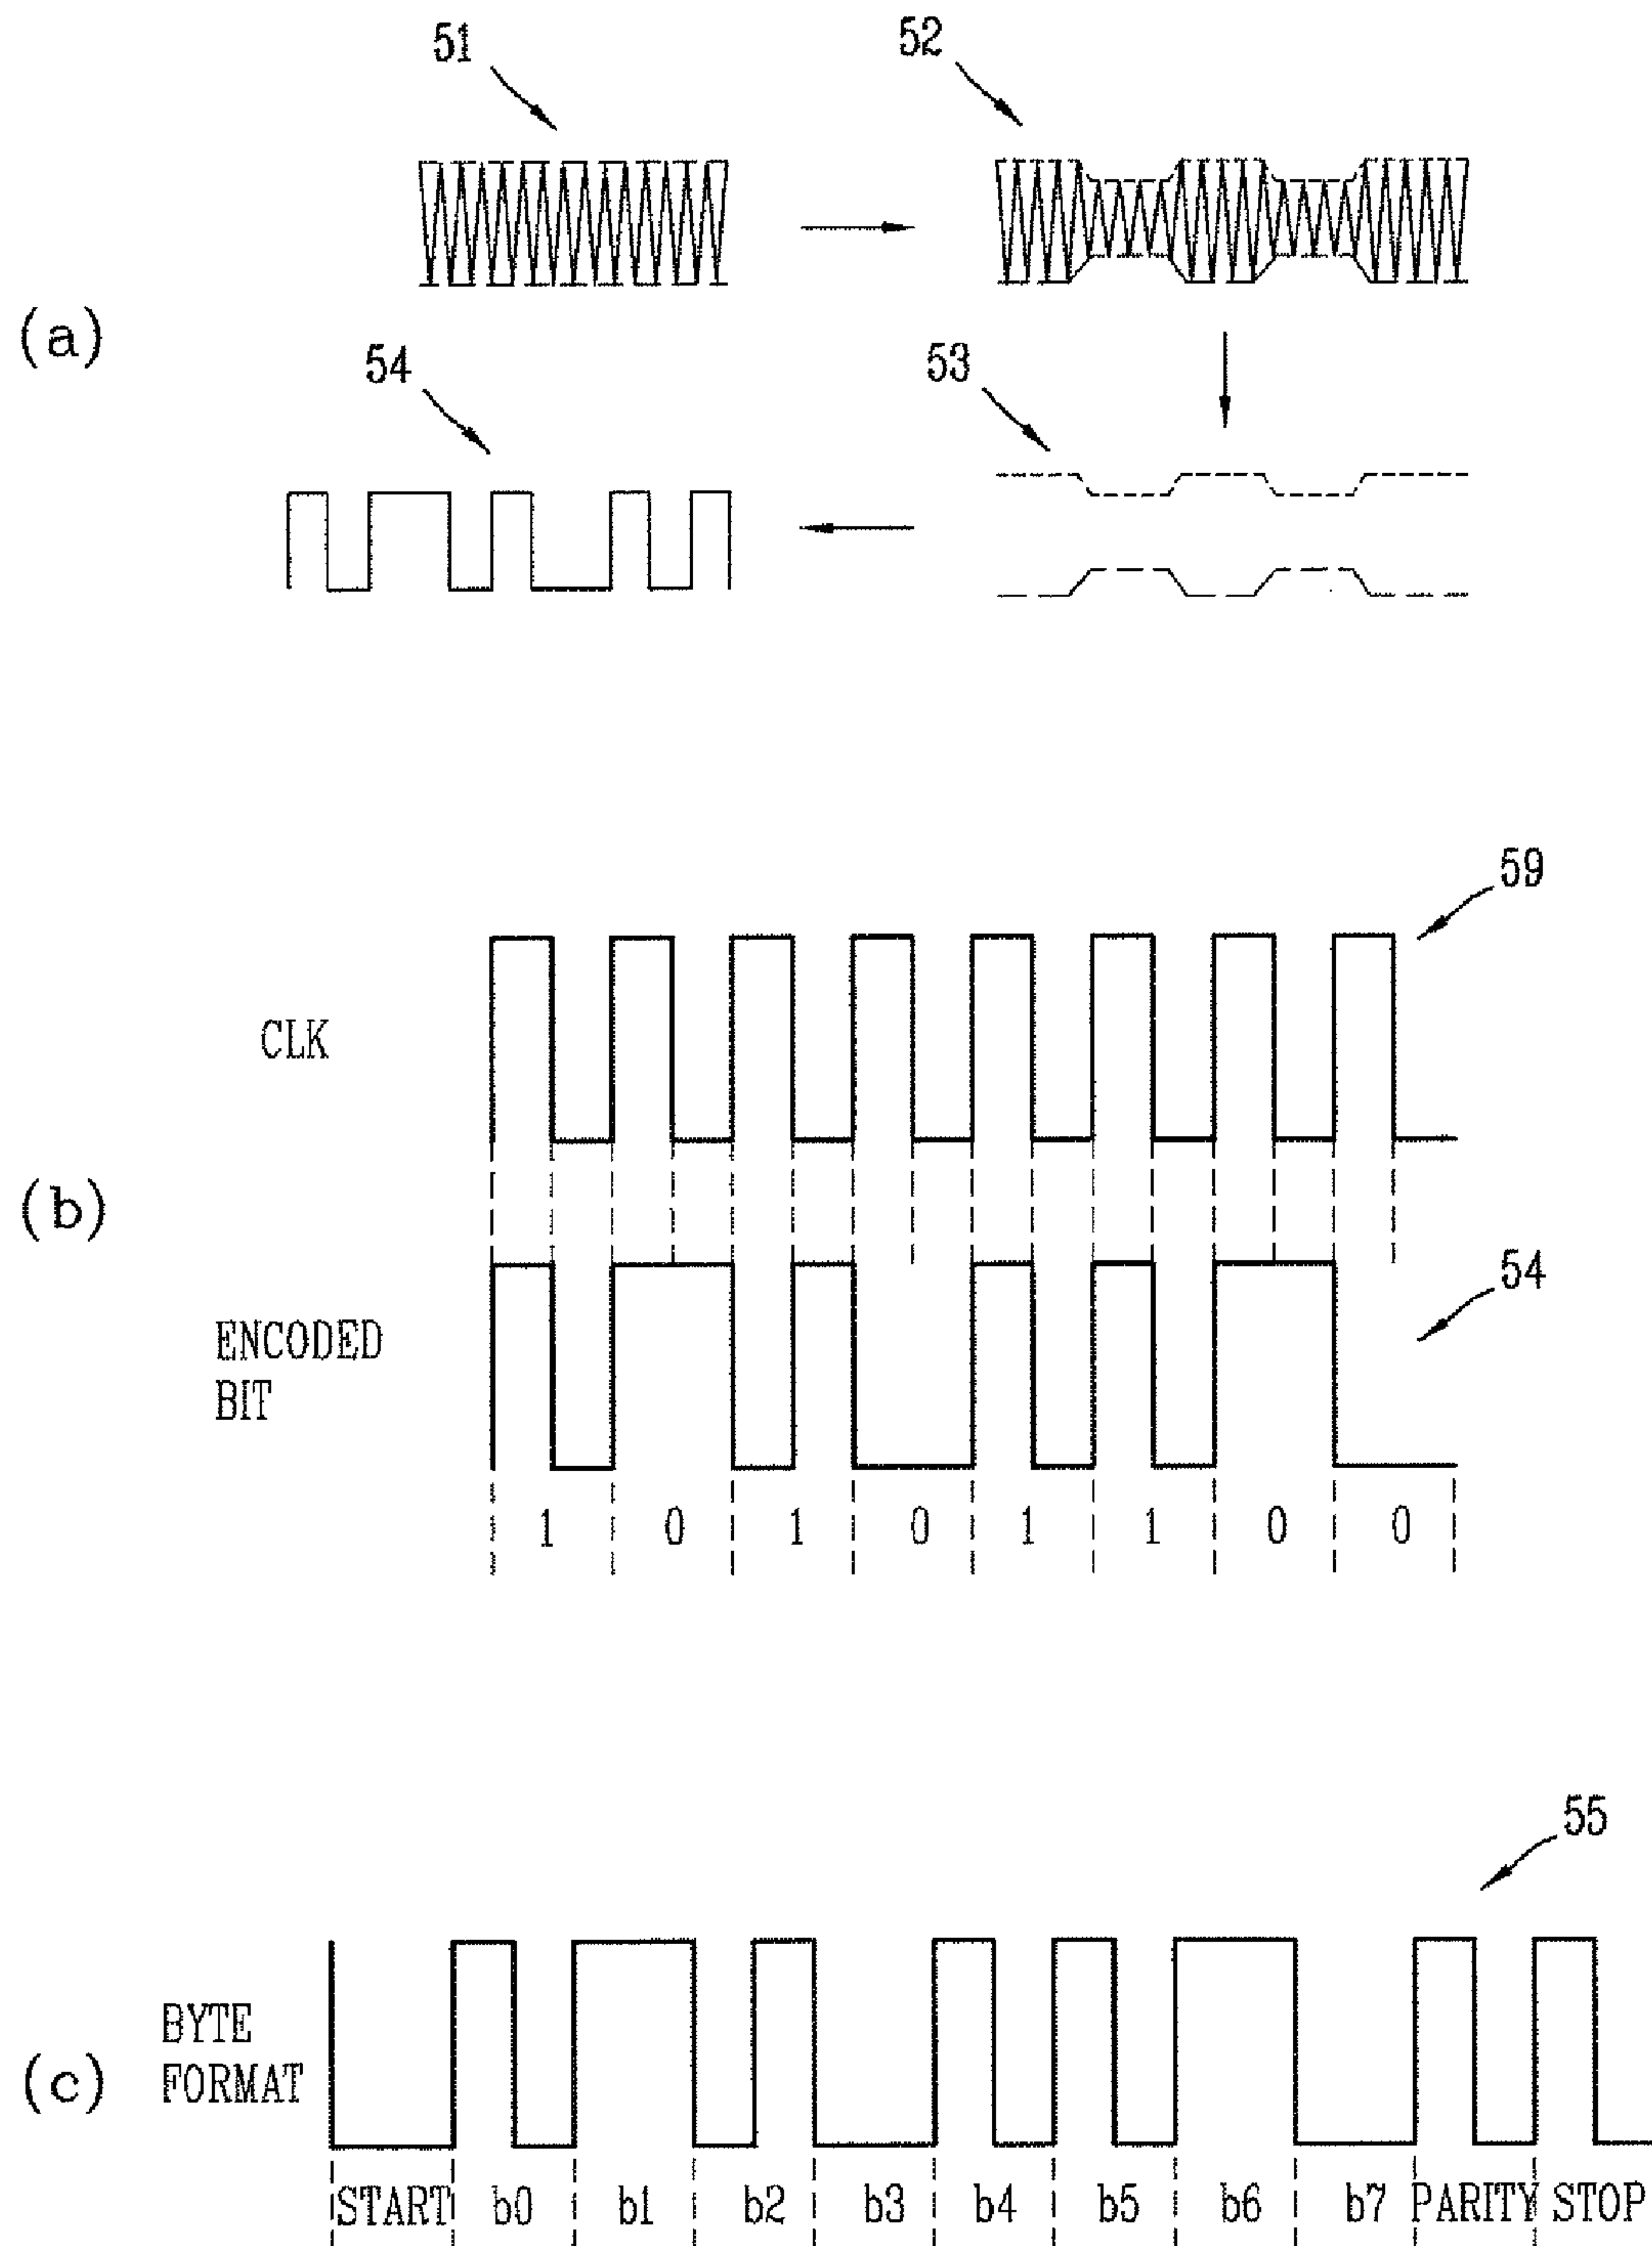 51
52
(a)
54
53
59
CLK
(b)
54
ENCODED
BIT
1 0 1 0 1 1 0 0
55
BYTE
FORMAT
(c)
START b0 b1 b2 b3 b4 b5 b6 b7 PARITY STOP